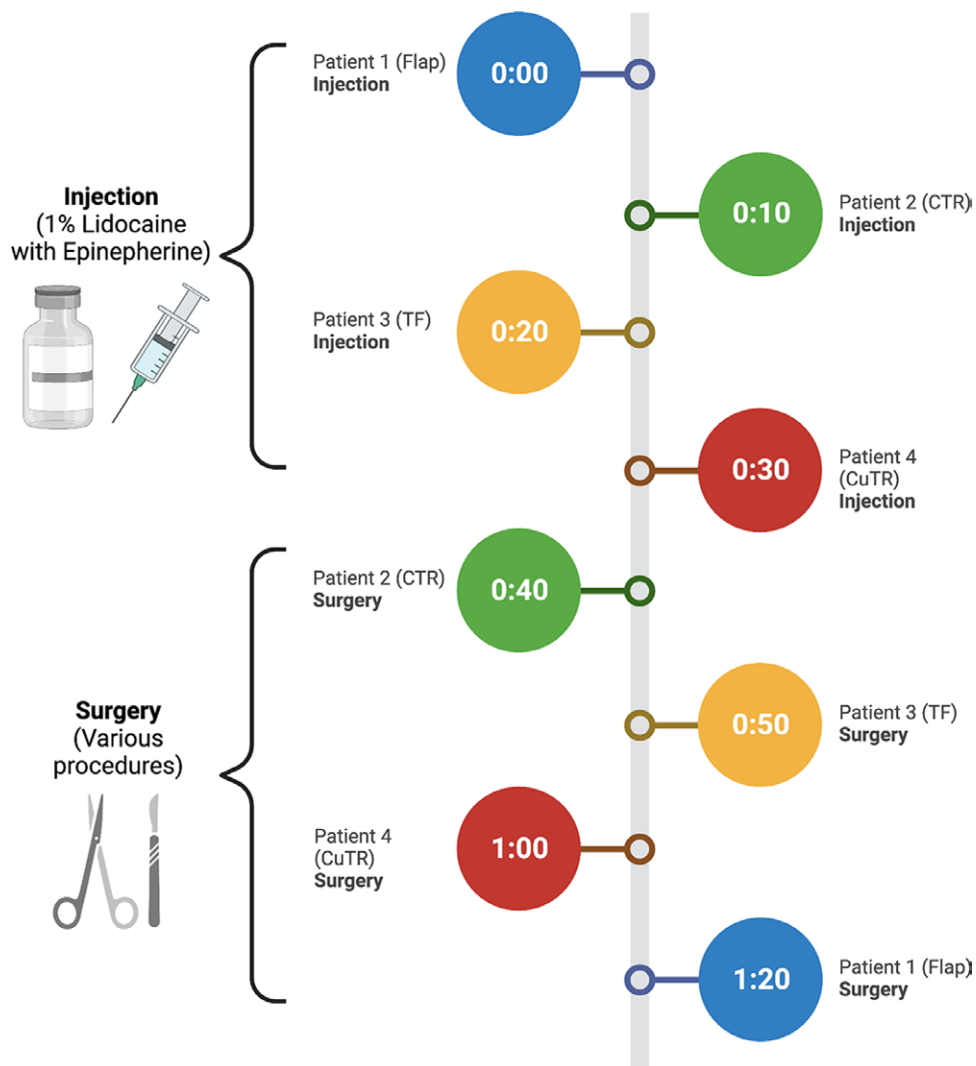 Patient 1 (Flap)
Injection
0:00
0:10
Patient 2 (CTR)
Injection
Injection
(1% Lidocaine
with Epinepherine)
Patient 3 (TF)
Injection
0:20
0:30
Patient 4
(CuTR)
Injection
Patient 2 (CTR)
Surgery
0:40
0:50
Patient 3 (TF)
Surgery
Surgery
(Various
procedures)
Patient 4
(CuTR)
Surgery
1:00
1:20
Patient 1 (Flap)
Surgery